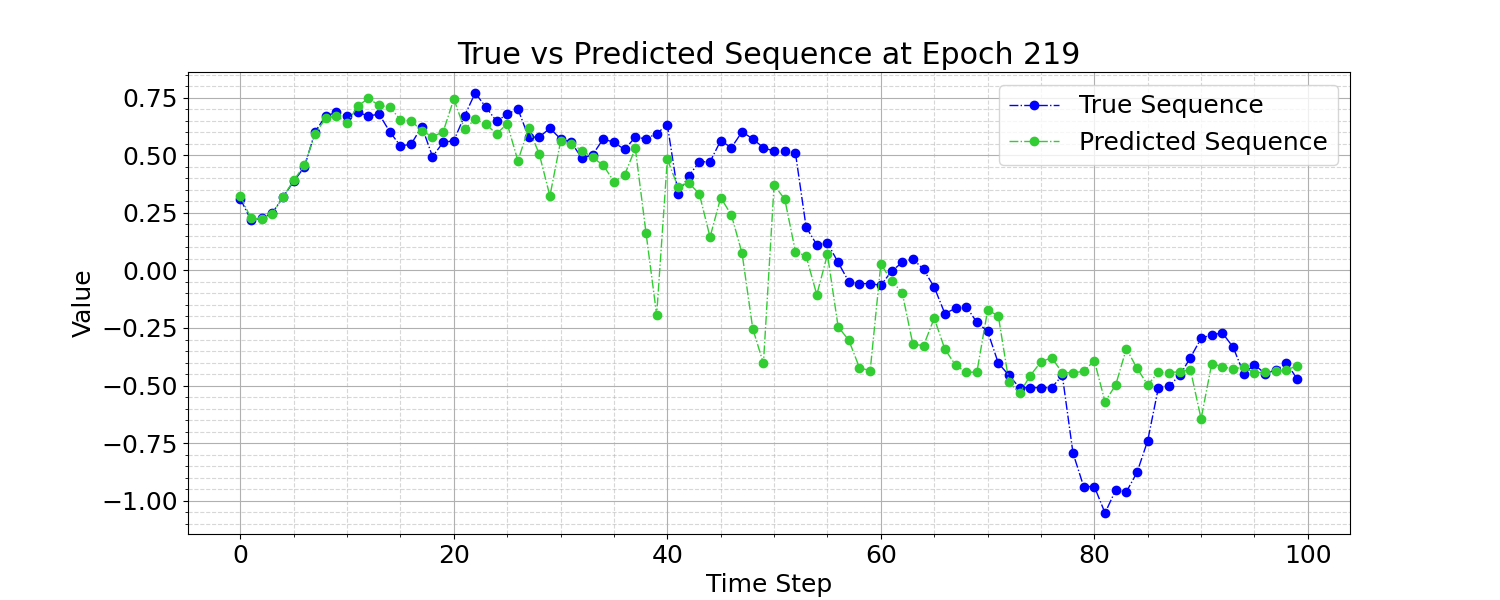 True vs Predicted Sequence at Epoch 219
True Sequence
Predicted Sequence
Value
0.75
0.50
0.25
0.00
−0.25
−0.50
−0.75
−1.00
0 20 40 60 80 100
Time Step